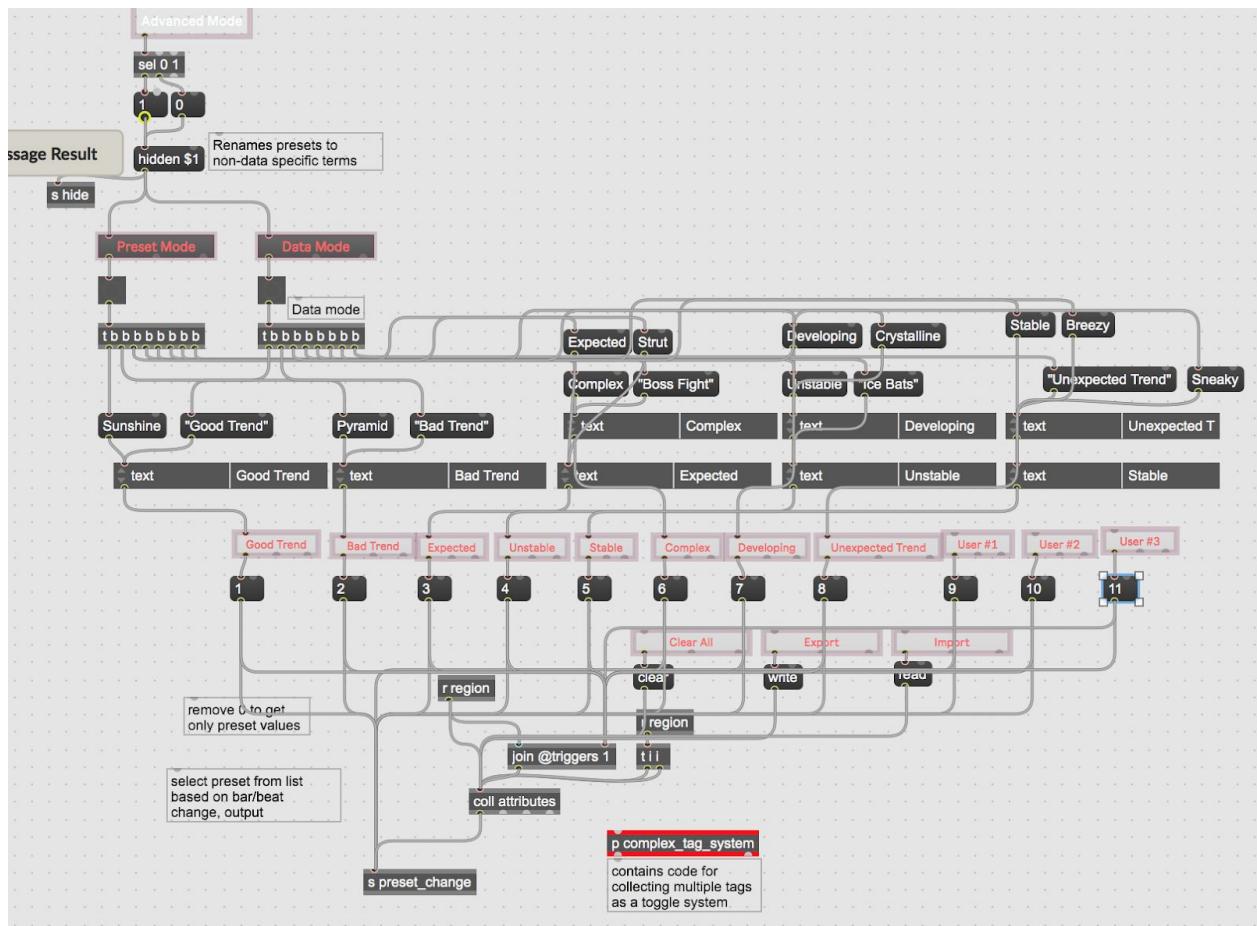 Advanced Mode
sel 0 1
1
0
ssage Result
hidden $1
Renames presets to
non-data specific terms
s hide
Preset Mode
Data Mode
Data mode
t b b b b b b b b
t b b b b b b b b
Expected
Strut
Developing
Crystalline
Stable
Breezy
Complex
"Boss Fight"
Unstable
"Ice Bats"
"Unexpected Trend"
Sneaky
Sunshine
"Good Trend"
Pyramid
"Bad Trend"
text
Complex
text
Developing
text
Unexpected T
text
Good Trend
text
Bad Trend
text
Expected
text
Unstable
text
Stable
Good Trend
Bad Trend
Expected
Unstable
Stable
Complex
Developing
Unexpected Trend
User #1
User #2
User #3
1
2
3
4
5
6
7
8
9
10
11
Clear All
Export
Import
clear
write
read
r region
remove 0 to get
only preset values
r region
join @triggers 1
t i l
select preset from list
based on bar/beat
change, output
coll attributes
p complex_tag_system
s preset_change
contains code for
collecting multiple tags
as a toggle system